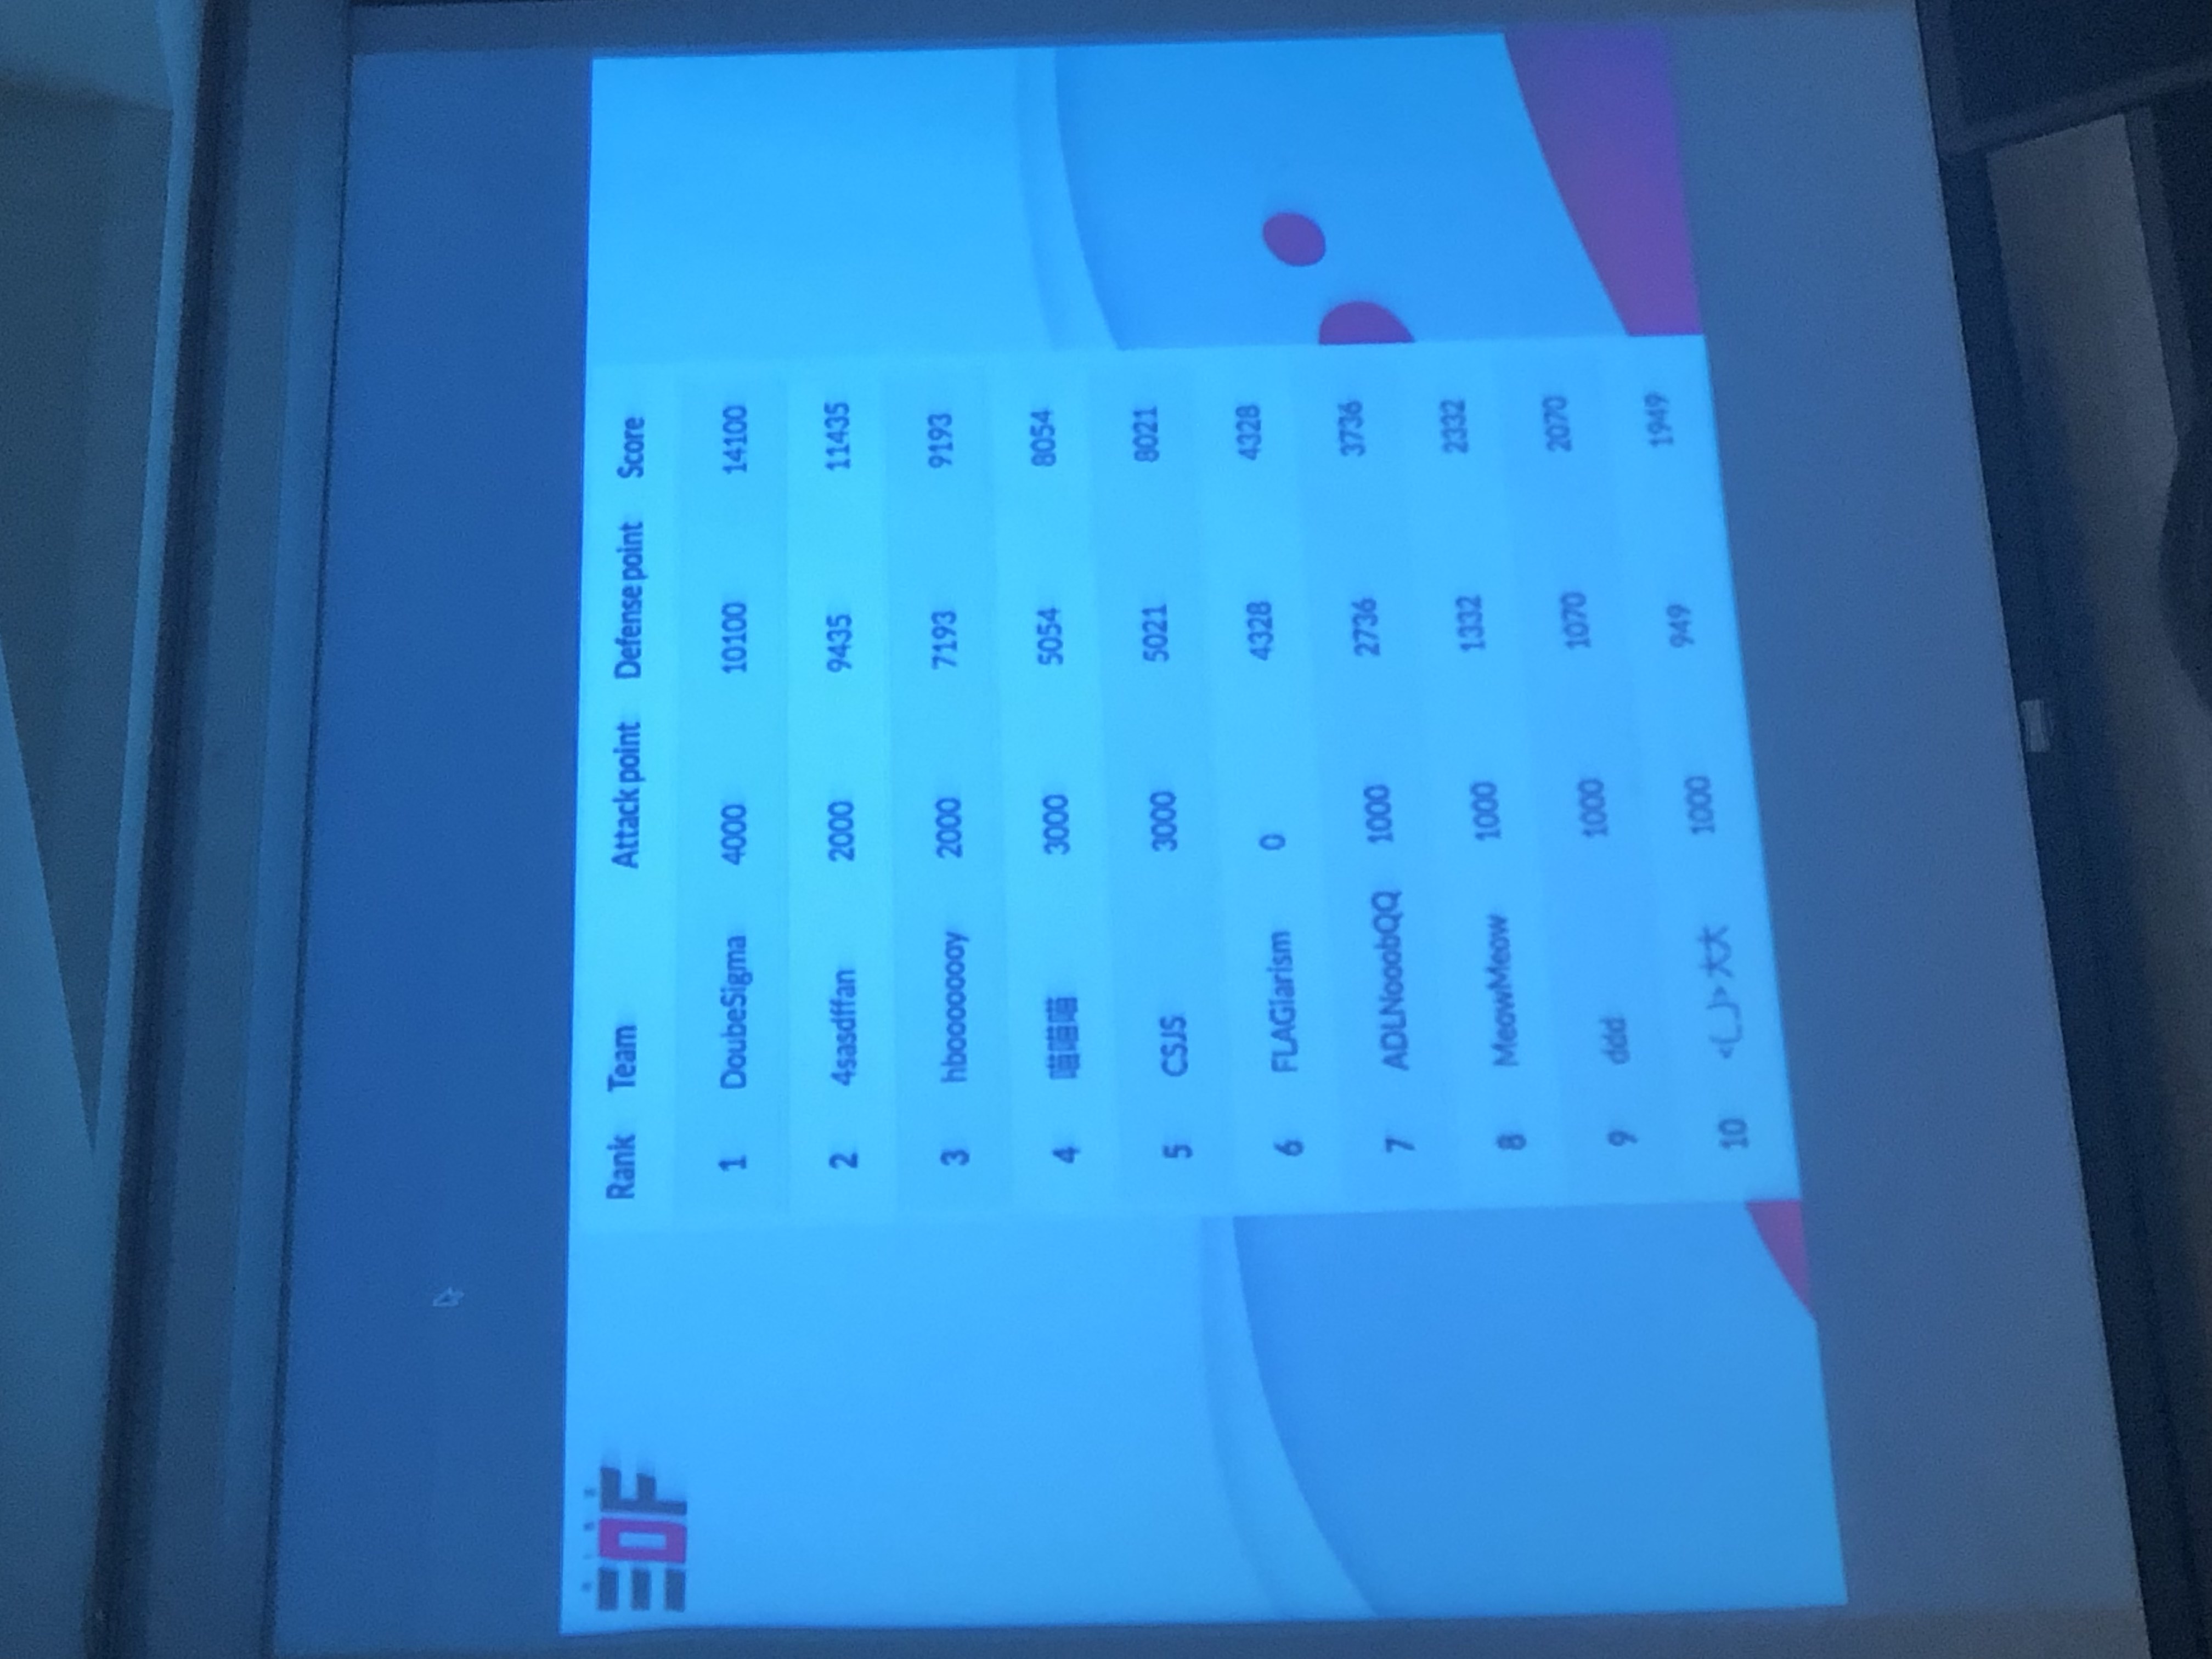 EOF
Rank Team Attack point Defense point Score
1 DoubeSigma 4000 10100 14100
2 4sasdffan 2000 9435 11435
3 hboooooooy 2000 7193 9193
4 喵喵喵 3000 5054 8054
5 CSJS 3000 5021 8021
6 FLAGiarism 0 4328 4328
7 ADLNooobQQ 1000 2736 3736
8 MeowMeow 1000 1332 2332
9 ddd 1000 1070 2070
10 <(_ _)> 大大 1000 949 1949